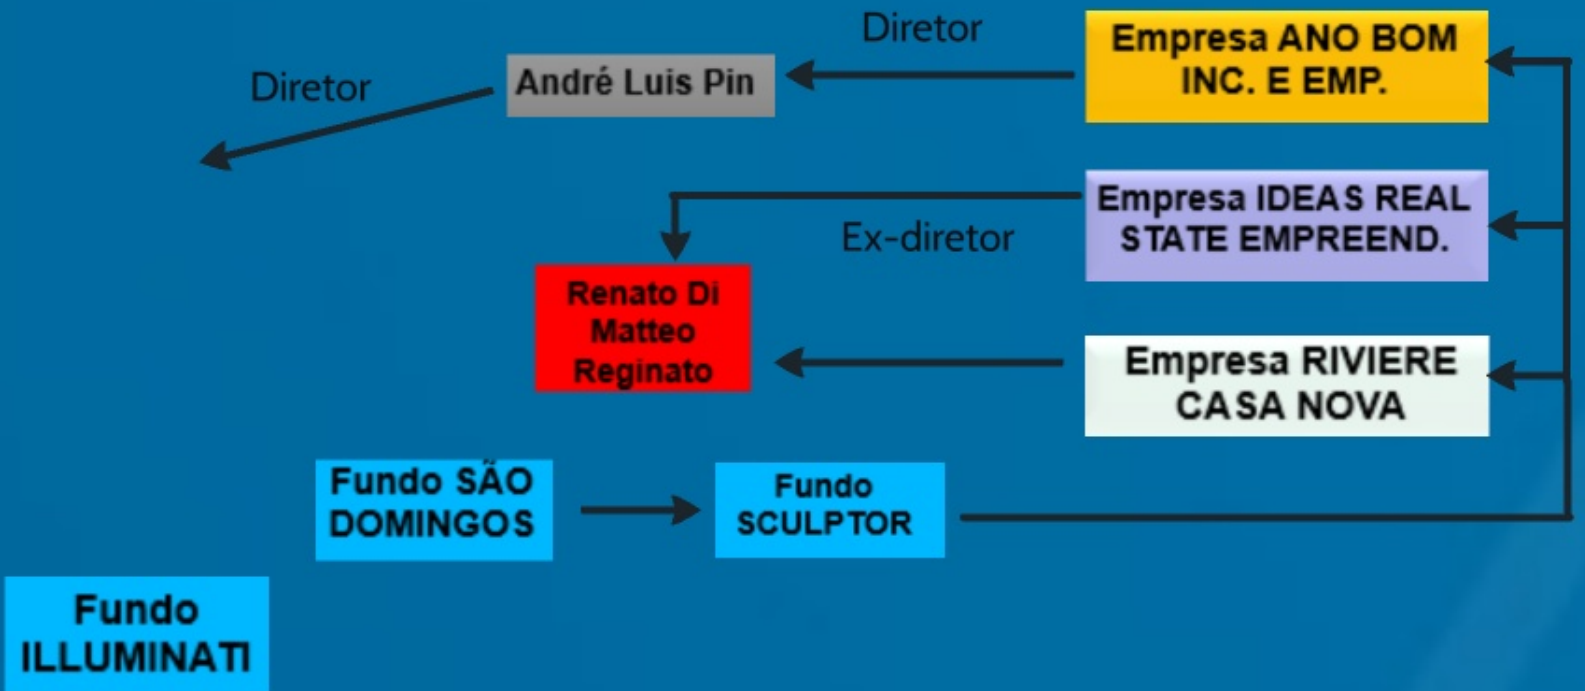 Diretor
Empresa ANO BOM
INC. E EMP.
Diretor
André Luis Pin
Empresa IDEAS REAL
STATE EMPREEND.
Ex-diretor
Renato Di
Matteo
Reginato
Empresa RIVIERE
CASA NOVA
Fundo SÃO
DOMINGOS
Fundo
SCULPTOR
Fundo
ILLUMINATI